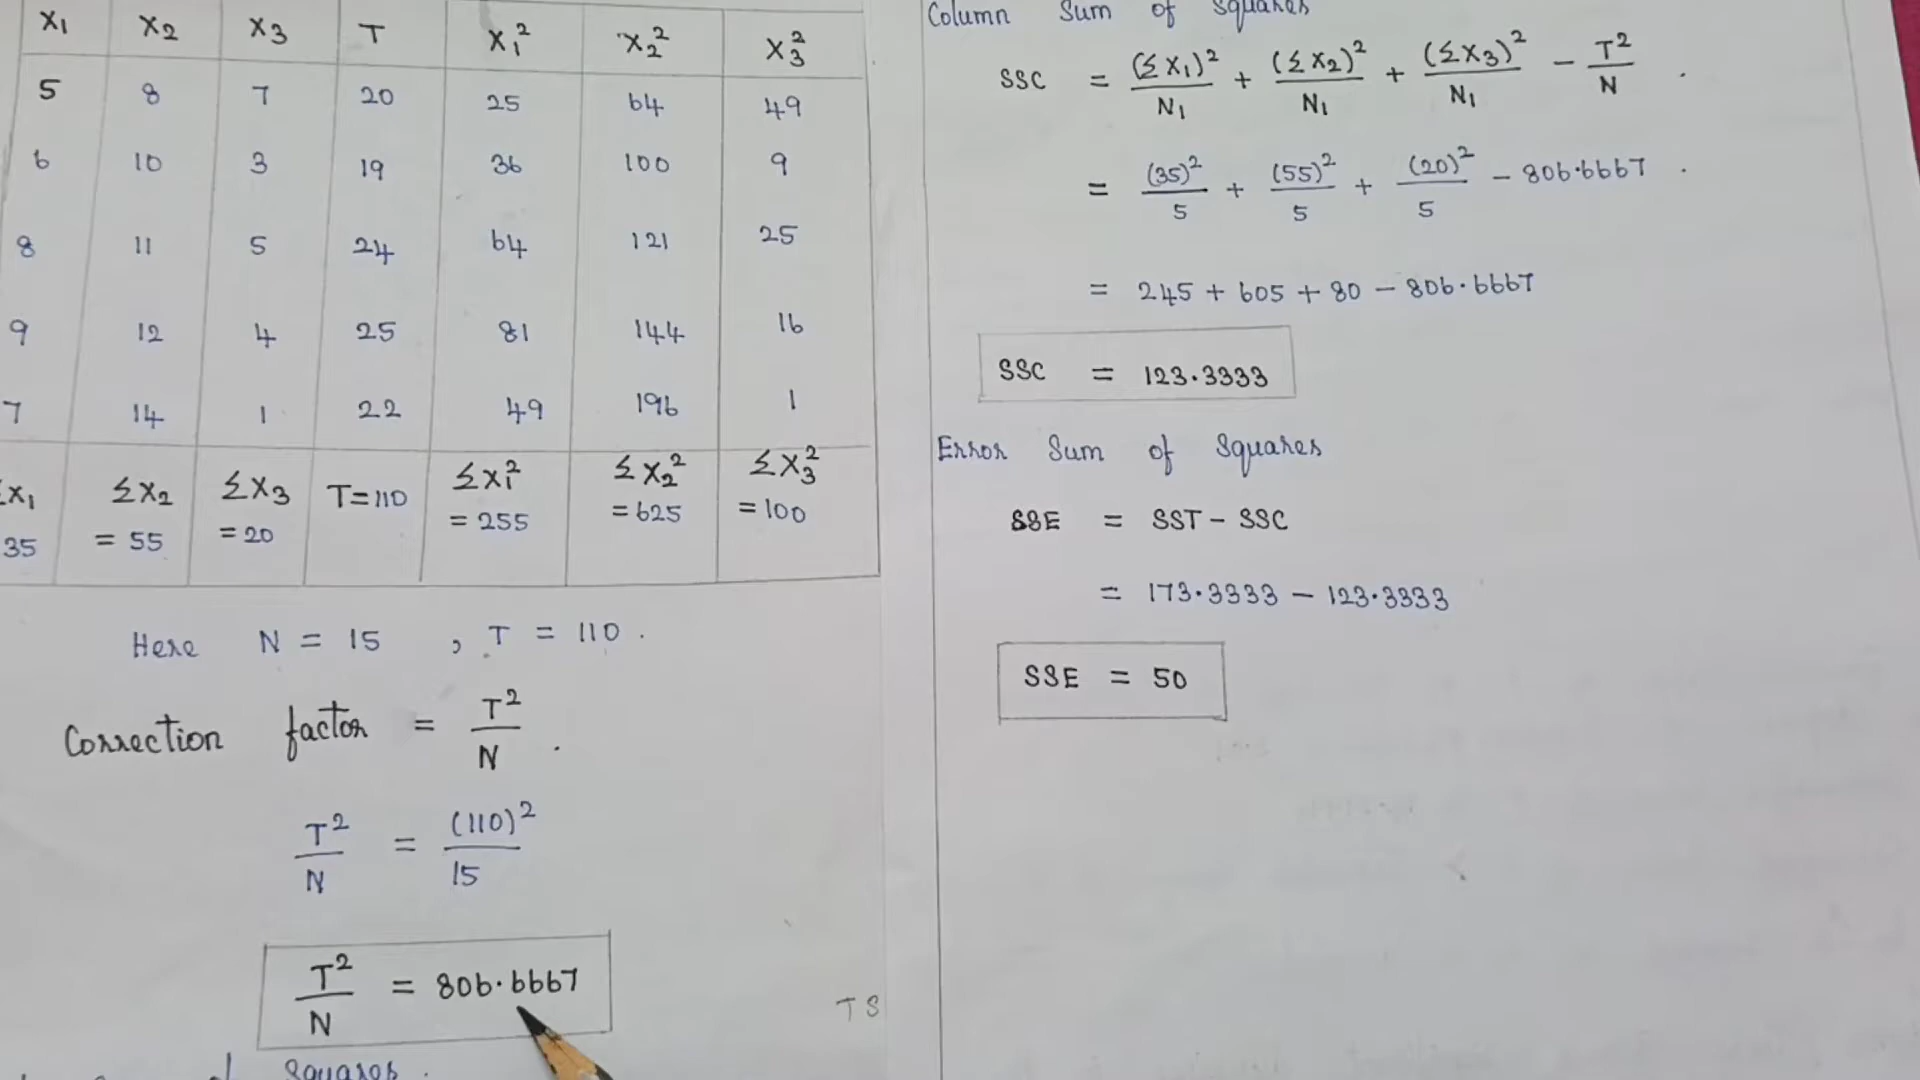 X₁ X₂ X₃ T X₁² X₂² X₃²
5 8 7 20 25 64 49
6 10 3 19 36 100 9
8 11 5 24 64 121 25
9 12 4 25 81 144 16
7 14 1 22 49 196 1
ΣX₁ ΣX₂ ΣX₃ T=110 ΣX₁² ΣX₂² ΣX₃²
35 = 55 = 20 = 255 = 625 = 100
Here N = 15 , T = 110 .
Correction factor = T²/N .
T²/N = (110)²/15
T²/N = 806.6667
of Squares .
TS
Column Sum of Squares
SSC = (ΣX₁)²/N₁ + (ΣX₂)²/N₁ + (ΣX₃)²/N₁ - T²/N .
= (35)²/5 + (55)²/5 + (20)²/5 - 806.6667 .
= 245 + 605 + 80 - 806.6667
SSC = 123.3333
Error Sum of Squares
SSE = SST - SSC
= 173.3333 - 123.3333
SSE = 50